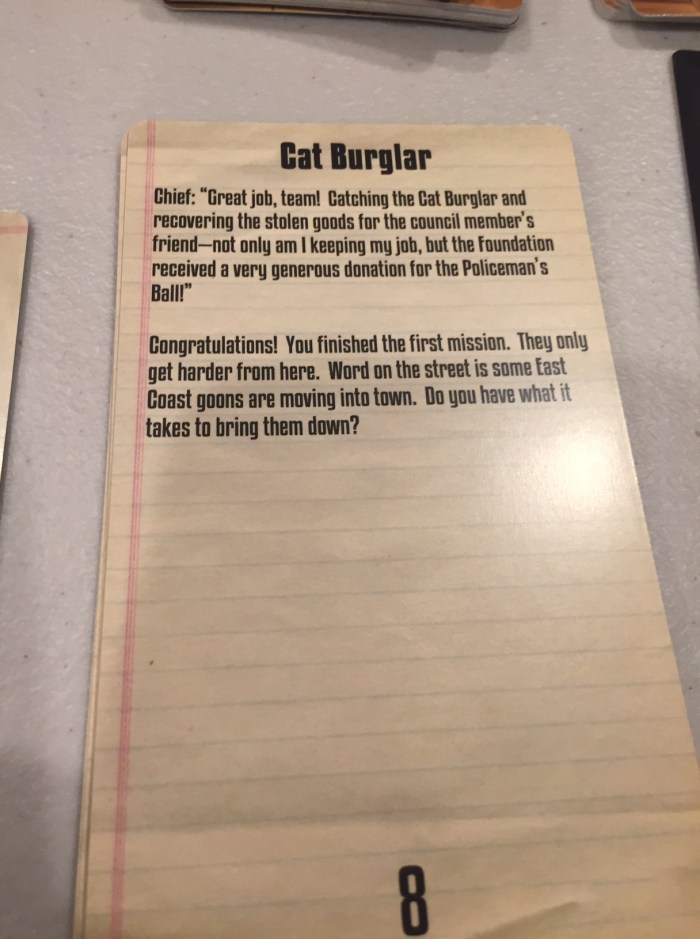 Cat Burglar
Chief: “Great job, team! Catching the Cat Burglar and
recovering the stolen goods for the council member’s
friend—not only am I keeping my job, but the Foundation
received a very generous donation for the Policeman’s
Ball!”
Congratulations! You finished the first mission. They only
get harder from here. Word on the street is some East
Coast goons are moving into town. Do you have what it
takes to bring them down?
8